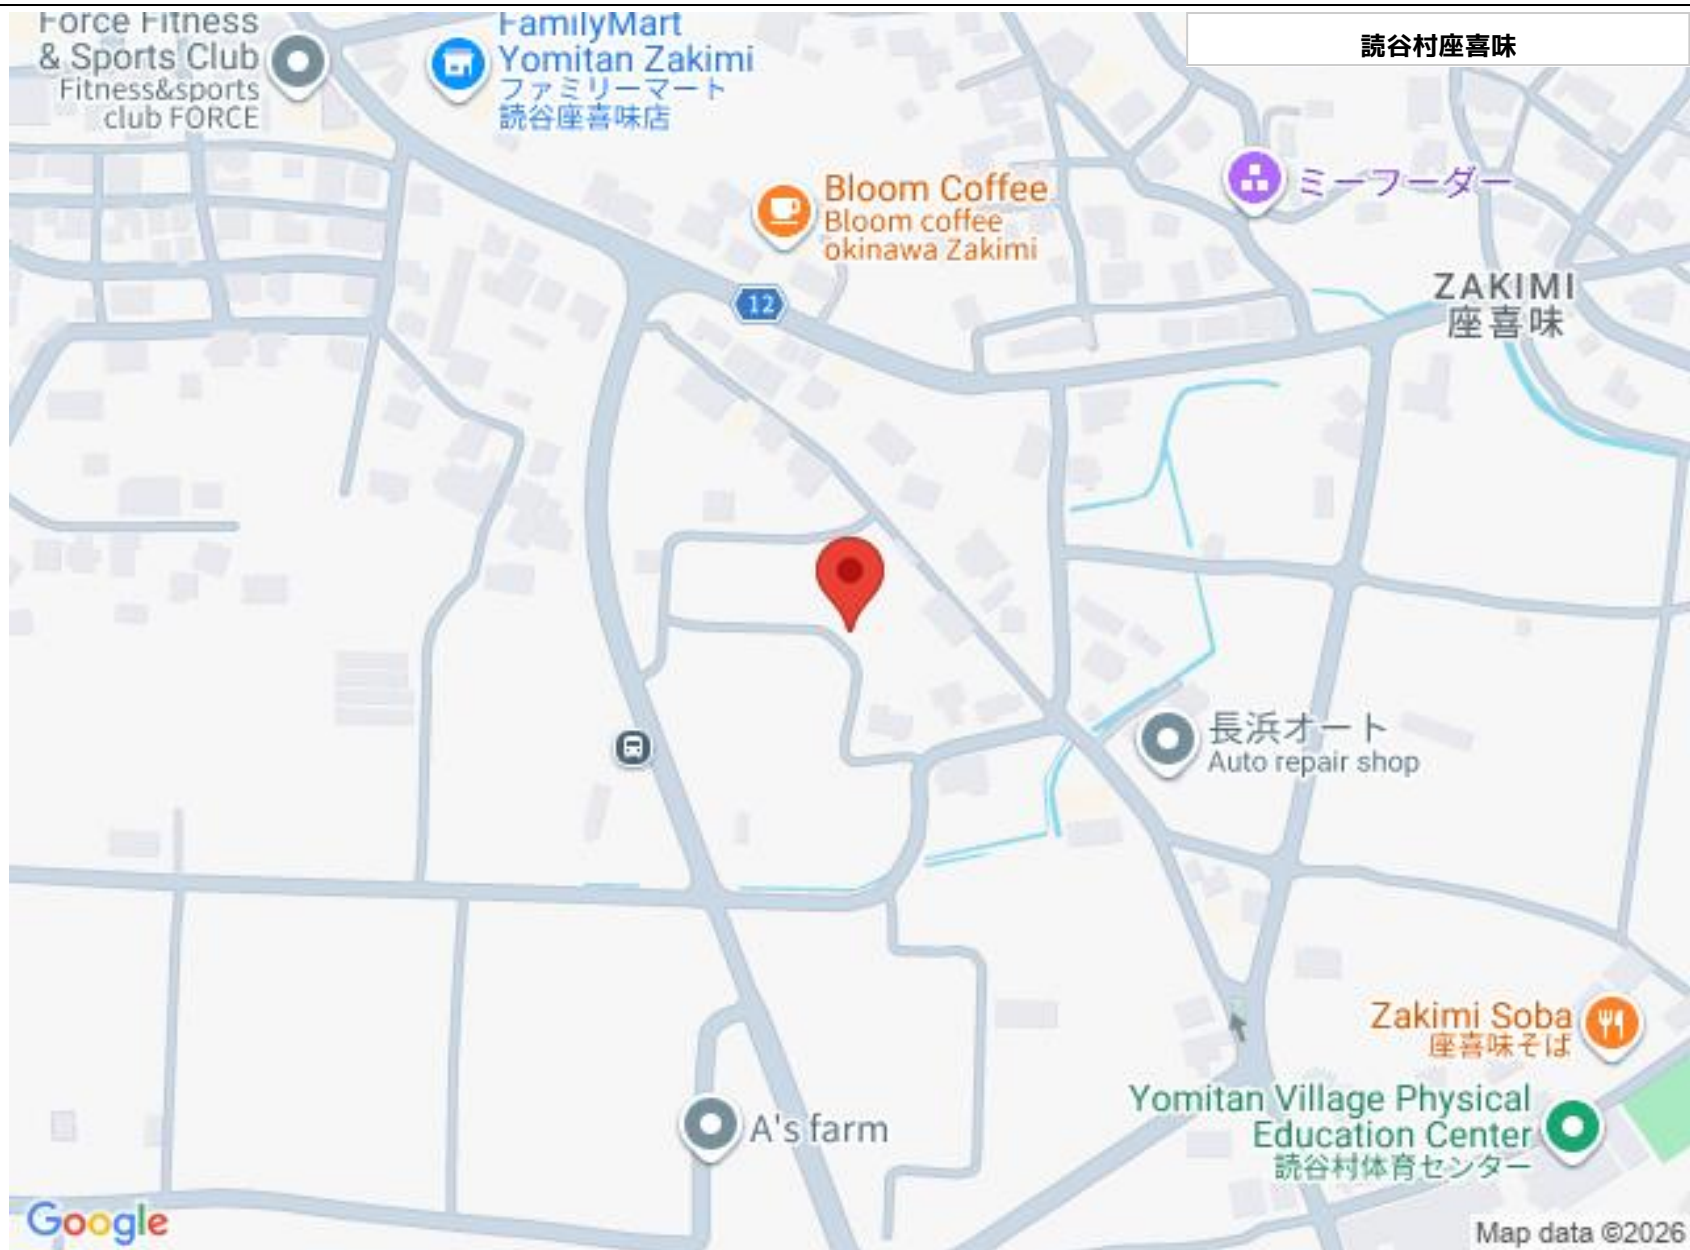 Force Fitness
& Sports Club
Fitness&sports
club FORCE
FamilyMart
Yomitan Zakimi
ファミリーマート
読谷座喜味店
読谷村座喜味
Bloom Coffee
Bloom coffee
okinawa Zakimi
ミーフーダー
12
ZAKIMI
座喜味
長浜オート
Auto repair shop
Zakimi Soba
座喜味そば
Yomitan Village Physical
Education Center
読谷村体育センター
A's farm
Google
Map data ©2026